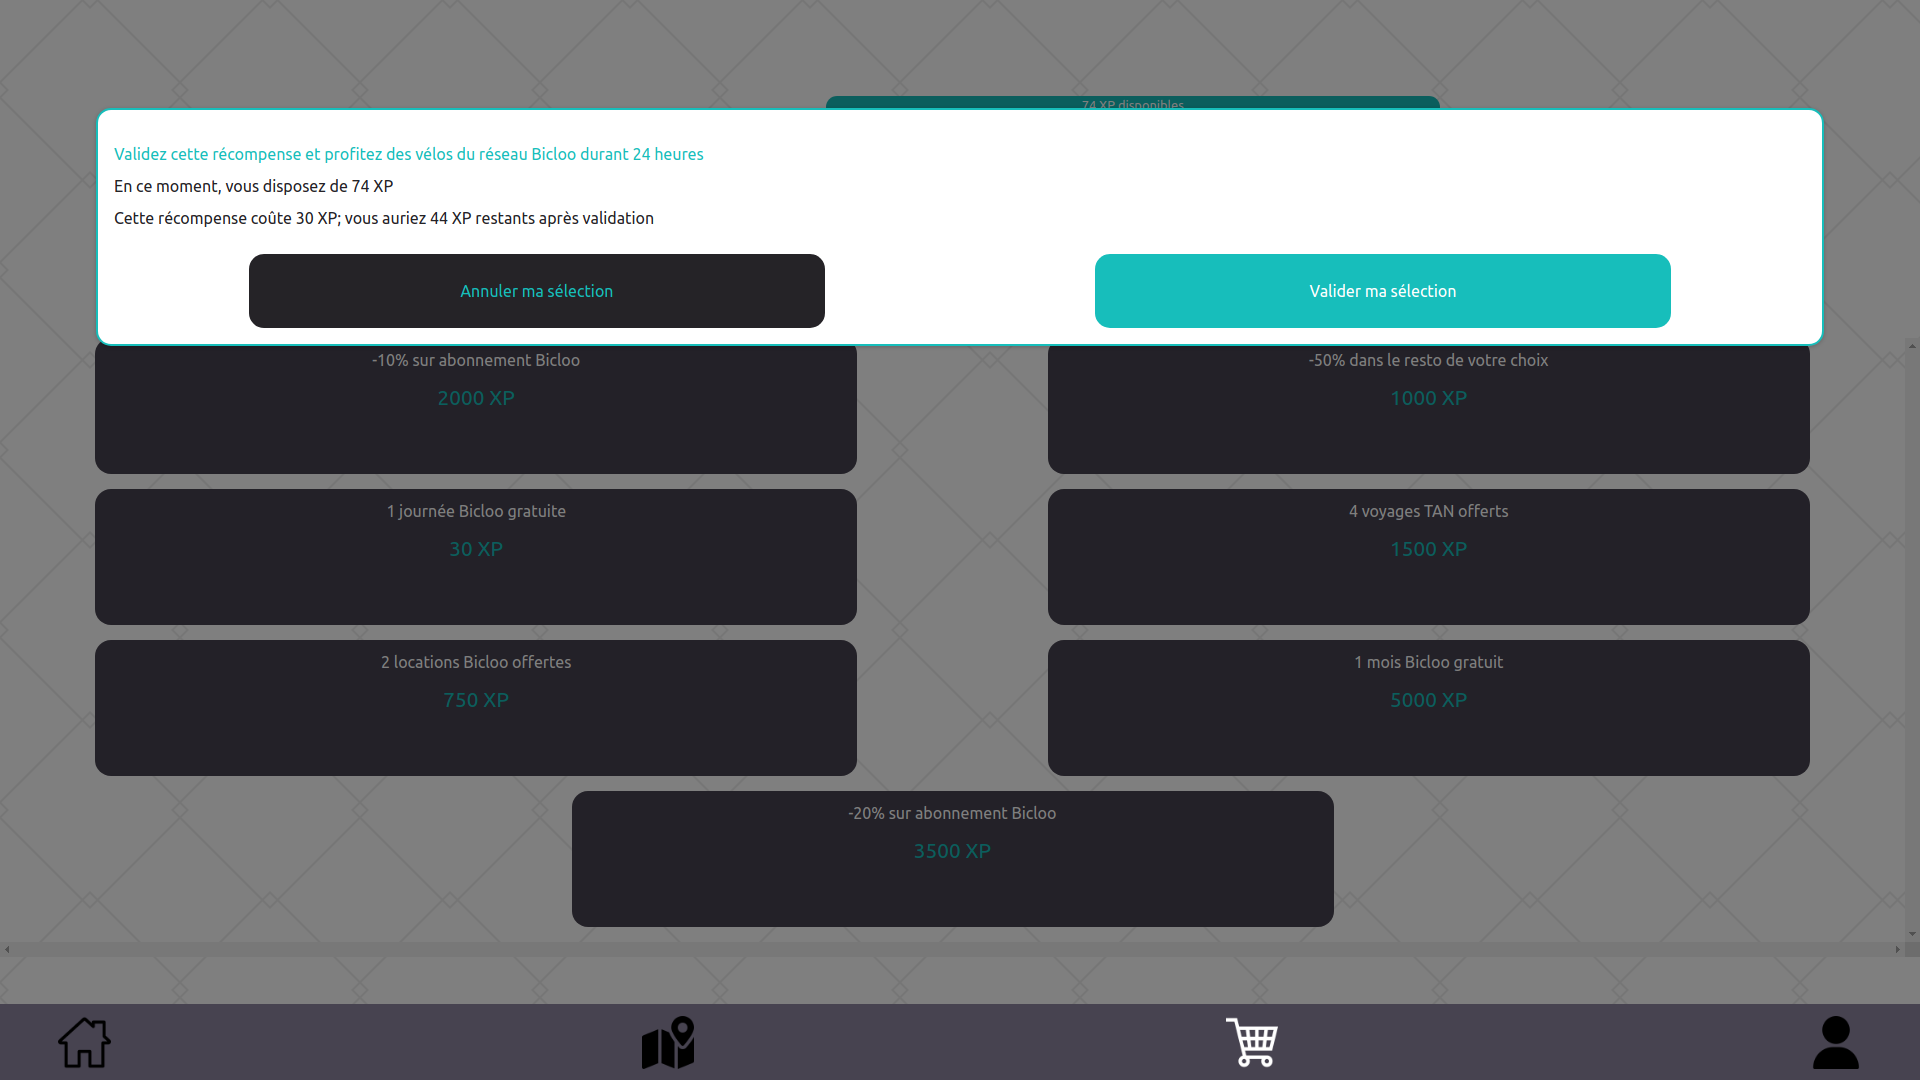 74 XP disponibles
Validez cette récompense et profitez des vélos du réseau Bicloo durant 24 heures
En ce moment, vous disposez de 74 XP
Cette récompense coûte 30 XP; vous auriez 44 XP restants après validation
Annuler ma sélection
Valider ma sélection
-10% sur abonnement Bicloo
2000 XP
-50% dans le resto de votre choix
1000 XP
1 journée Bicloo gratuite
30 XP
4 voyages TAN offerts
1500 XP
2 locations Bicloo offertes
750 XP
1 mois Bicloo gratuit
5000 XP
-20% sur abonnement Bicloo
3500 XP